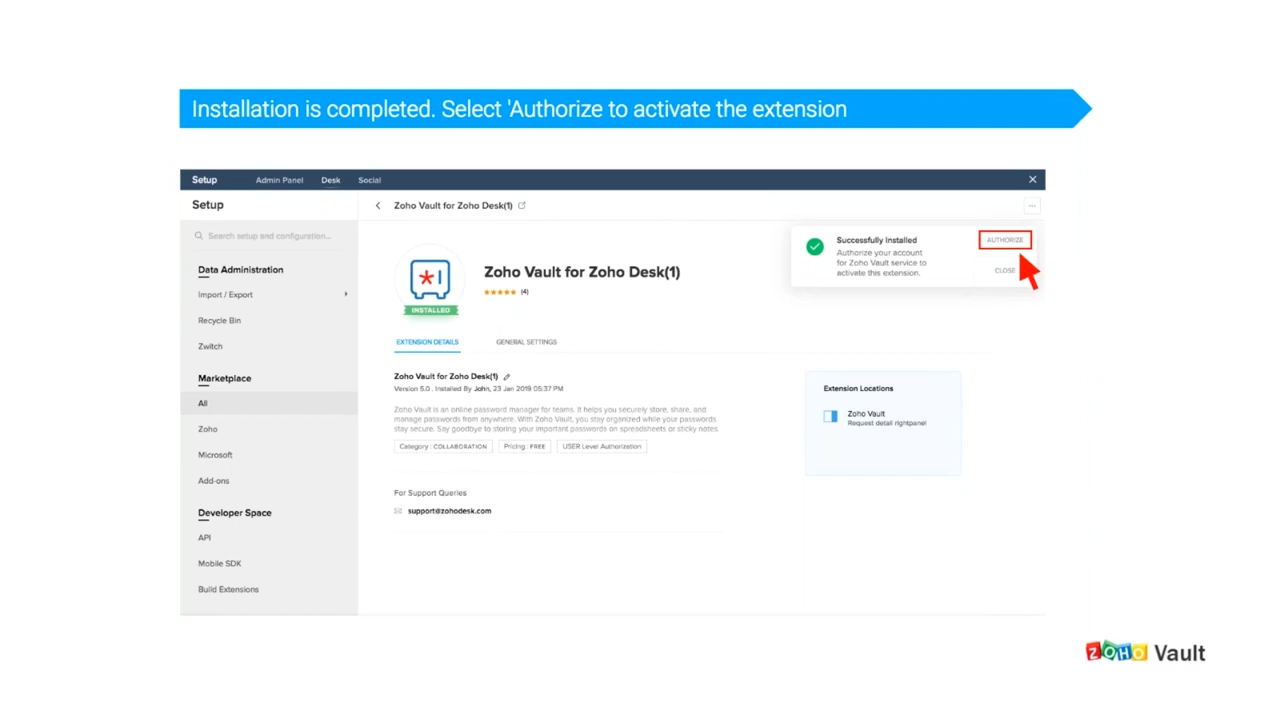 Installation is completed. Select 'Authorize to activate the extension
Setup
Admin Panel
Desk
Social
Setup
Zoho Vault for Zoho Desk(1)
Search setup and configuration...
Data Administration
Import / Export
Recycle Bin
Zwitch
Marketplace
All
Zoho
Microsoft
Add-ons
Developer Space
API
Mobile SDK
Build Extensions
Successfully Installed
Authorize your account
for Zoho Vault service to
activate this extension.
AUTHORIZE
CLOSE
INSTALLED
Zoho Vault for Zoho Desk(1)
(4)
EXTENSION DETAILS
GENERAL SETTINGS
Zoho Vault for Zoho Desk(1)
Version 5.0 . Installed By John, 23 Jan 2019 05:37 PM
Zoho Vault is an online password manager for teams. It helps you securely store, share, and
manage passwords from anywhere. With Zoho Vault, you stay organized while your passwords
stay secure. Say goodbye to storing your important passwords on spreadsheets or sticky notes.
Category : COLLABORATION
Pricing : FREE
USER Level Authorization
For Support Queries
support@zohodesk.com
Extension Locations
Zoho Vault
Request detail rightpanel
ZOHO Vault